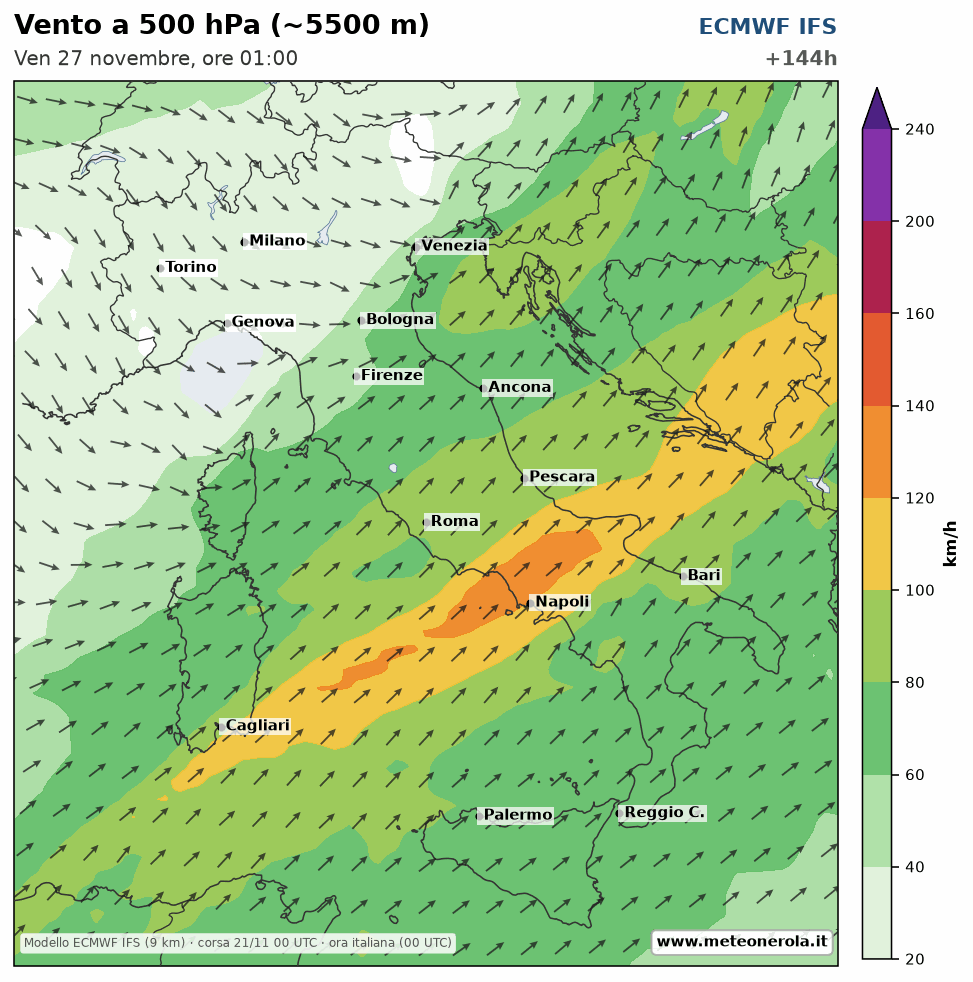 Vento a 500 hPa (~5500 m)
ECMWF IFS
Ven 27 novembre, ore 01:00
+144h
240
200
160
140
120
100
80
60
40
20
km/h
Venezia
Milano
Torino
Genova
Bologna
Firenze
Ancona
Pescara
Roma
Bari
Napoli
Cagliari
Palermo
Reggio C.
Modello ECMWF IFS (9 km) · corsa 21/11 00 UTC · ora italiana (00 UTC)
www.meteonerola.it